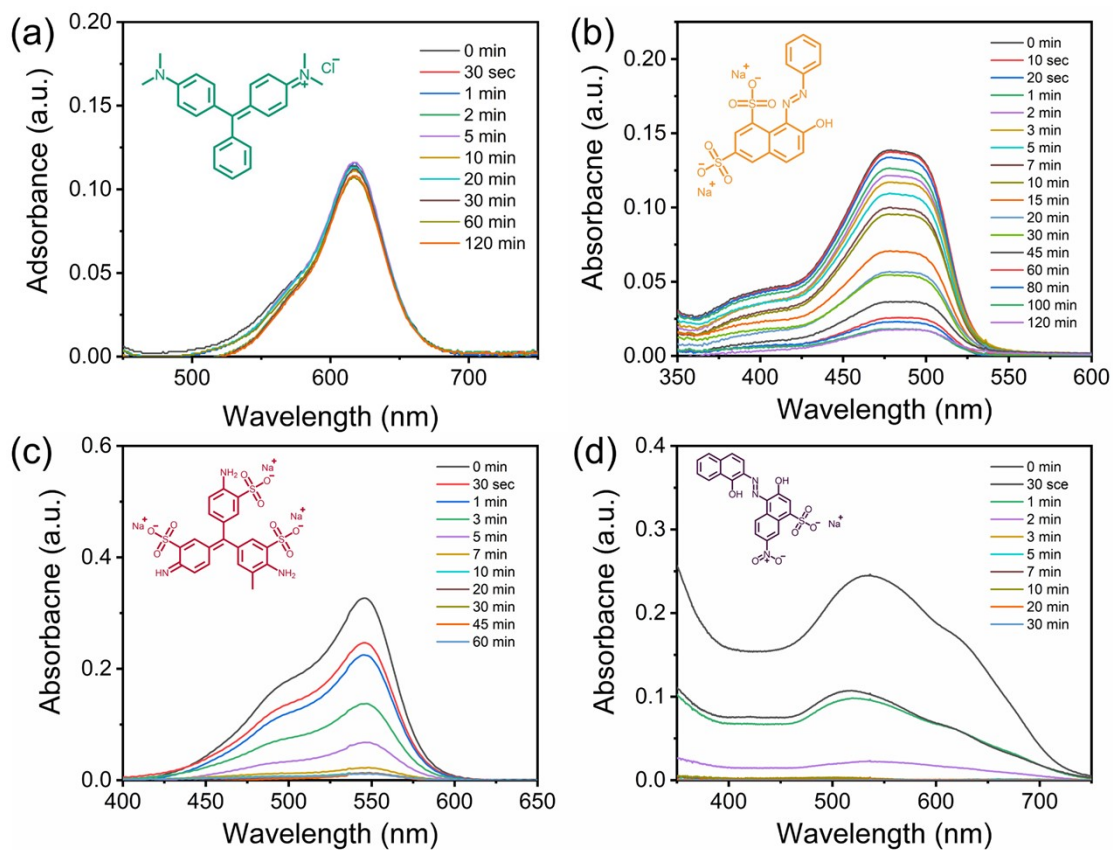 (a)
Adsorbance (a.u.)
0.20
0.15
0.10
0.05
0.00
500
600
700
Wavelength (nm)
N
N
+
Cl-
0 min
30 sec
1 min
2 min
5 min
10 min
20 min
30 min
60 min
120 min
(b)
Absorbacne (a.u.)
0.20
0.15
0.10
0.05
0.00
350
400
450
500
550
600
Wavelength (nm)
Na+
O-
O
S
O
N
N
OH
O-
O
S
O
Na+
0 min
10 sec
20 sec
1 min
2 min
3 min
5 min
7 min
10 min
15 min
20 min
30 min
45 min
60 min
80 min
100 min
120 min
(c)
Absorbacne (a.u.)
0.6
0.4
0.2
0.0
400
450
500
550
600
650
Wavelength (nm)
NH2
Na+
O-
S
O
O
Na+
-O
O
S
O
Na+
O-
O
S
O
HN
NH2
0 min
30 sec
1 min
3 min
5 min
7 min
10 min
20 min
30 min
45 min
60 min
(d)
Absorbacne (a.u.)
0.4
0.3
0.2
0.1
0.0
400
500
600
700
Wavelength (nm)
OH
N
N
OH
O
S
O-
O
Na+
O
N+
O-
0 min
30 sce
1 min
2 min
3 min
5 min
7 min
10 min
20 min
30 min